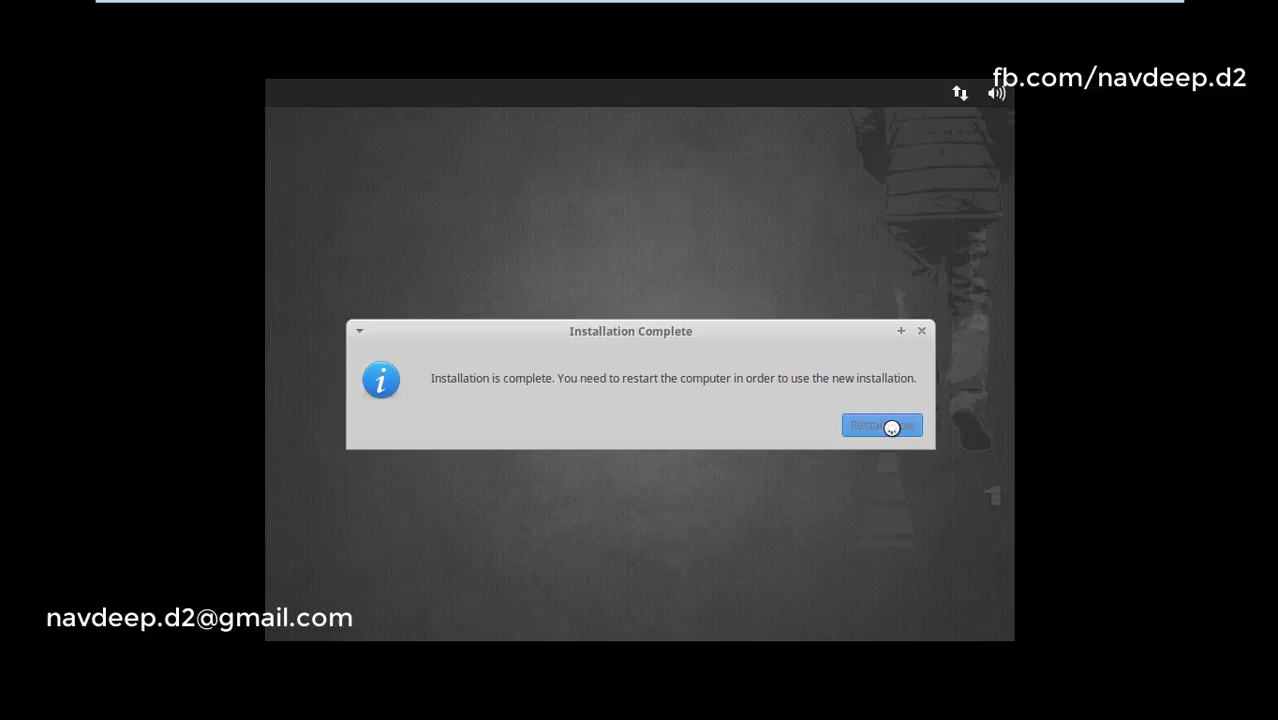 fb.com/navdeep.d2
Installation Complete
Installation is complete. You need to restart the computer in order to use the new installation.
navdeep.d2@gmail.com